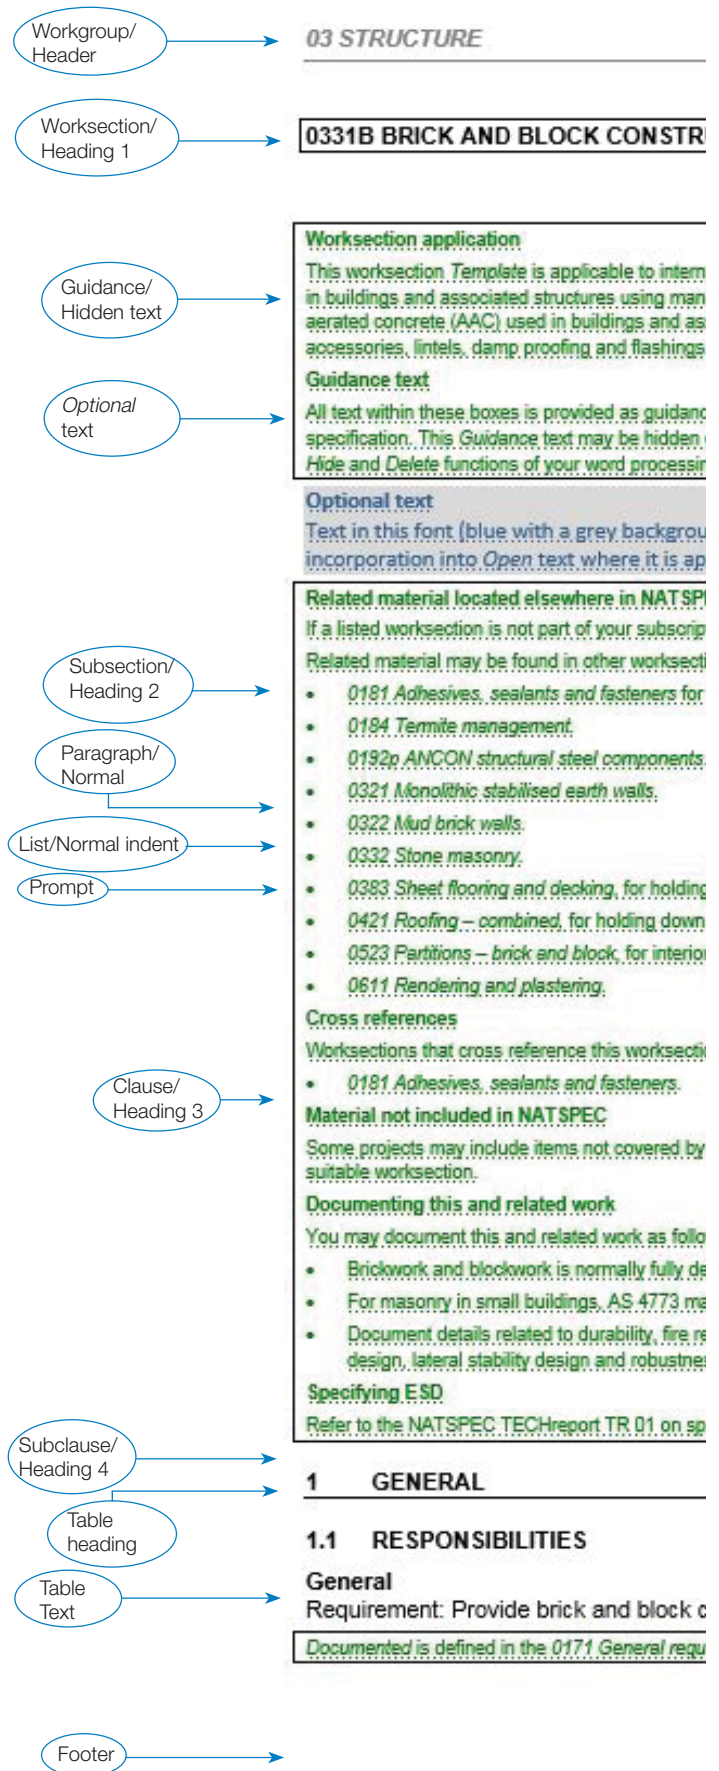 Workgroup/
Header
03 STRUCTURE
Worksection/
Heading 1
0331B BRICK AND BLOCK CONSTR
Worksection application
This worksection Template is applicable to intern
Guidance/
Hidden text
in buildings and associated structures using man
aerated concrete (AAC) used in buildings and as
accessories, lintels, damp proofing and flashings.
Guidance text
Optional
text
All text within these boxes is provided as guidanc
specification. This Guidance text may be hidden
Hide and Delete functions of your word processin
Optional text
Text in this font (blue with a grey backgrou
incorporation into Open text where it is ap
Related material located elsewhere in NATSPE
If a listed worksection is not part of your subscrip
Related material may be found in other worksecti
Subsection/
Heading 2
• 0181 Adhesives, sealants and fasteners for
• 0184 Termite management.
Paragraph/
Normal
• 0192p ANCON structural steel components.
• 0321 Monolithic stabilised earth walls.
• 0322 Mud brick walls.
List/Normal indent
• 0332 Stone masonry.
Prompt
• 0383 Sheet flooring and decking, for holding
• 0421 Roofing – combined, for holding down
• 0523 Partitions – brick and block, for interior
• 0611 Rendering and plastering.
Cross references
Worksections that cross reference this worksectio
Clause/
Heading 3
• 0181 Adhesives, sealants and fasteners.
Material not included in NATSPEC
Some projects may include items not covered by
suitable worksection.
Documenting this and related work
You may document this and related work as follo
• Brickwork and blockwork is normally fully de
• For masonry in small buildings, AS 4773 ma
• Document details related to durability, fire re
design, lateral stability design and robustnes
Specifying ESD
Refer to the NATSPEC TECHreport TR 01 on sp
Subclause/
Heading 4
1 GENERAL
Table
heading
1.1 RESPONSIBILITIES
General
Table
Text
Requirement: Provide brick and block c
Documented is defined in the 0171 General requ
Footer